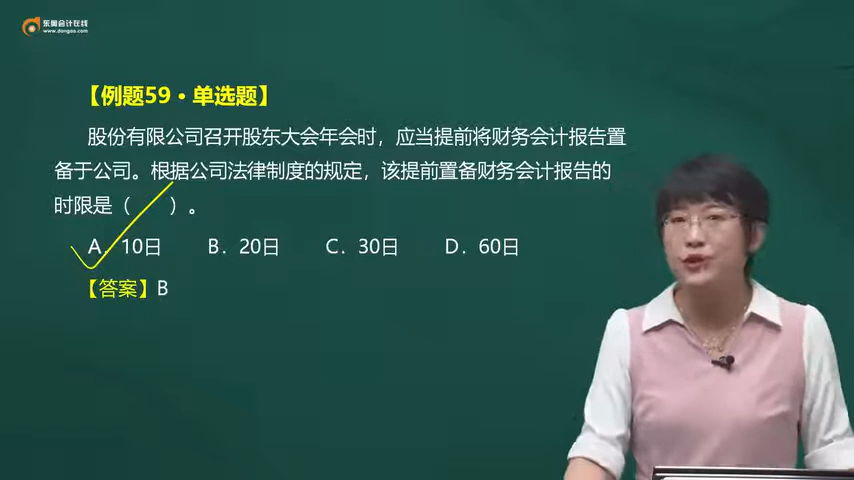 东奥会计在线
www.dongao.com
【例题59·单选题】
股份有限公司召开股东大会年会时，应当提前将财务会计报告置
备于公司。根据公司法律制度的规定，该提前置备财务会计报告的
时限是（　　）。
A．10日　　B．20日　　C．30日　　D．60日
【答案】B